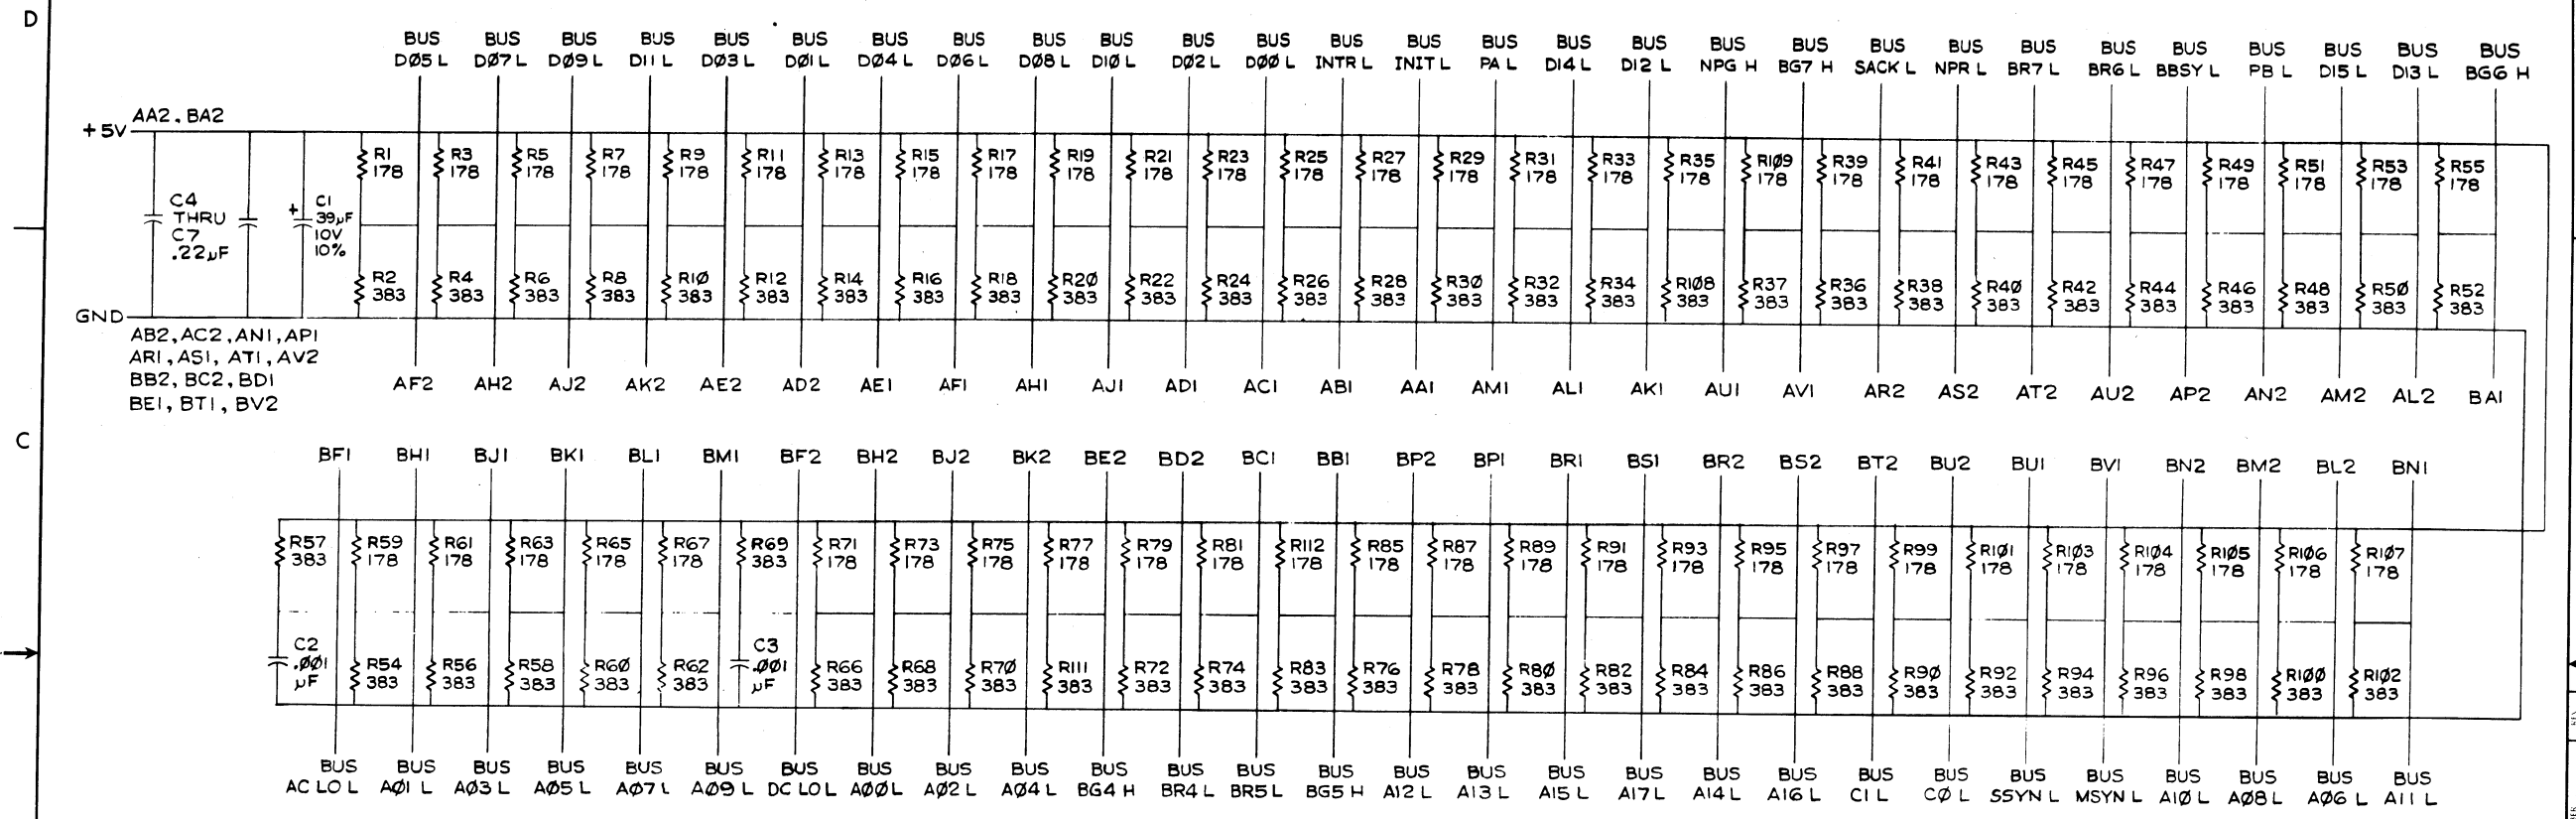 D
BUS BUS BUS BUS BUS BUS BUS BUS BUS BUS BUS BUS BUS BUS BUS BUS BUS BUS BUS BUS BUS BUS BUS BUS BUS BUS BUS BUS
DØ5 L DØ7 L DØ9 L D11 L DØ3 L DØ1 L DØ4 L DØ6 L DØ8 L D1Ø L DØ2 L DØØ L INTR L INIT L PA L D14 L D12 L NPG H BG7 H SACK L NPR L BR7 L BR6 L BBSY L PB L D15 L D13 L BG6 H
AA2, BA2
+5V
R1 R3 R5 R7 R9 R11 R13 R15 R17 R19 R21 R23 R25 R27 R29 R31 R33 R35 R1Ø9 R39 R41 R43 R45 R47 R49 R51 R53 R55
178 178 178 178 178 178 178 178 178 178 178 178 178 178 178 178 178 178 178 178 178 178 178 178 178 178 178 178
C4 THRU C7 .22µF
+ C1 39µF 10V 10%
R2 R4 R6 R8 R1Ø R12 R14 R16 R18 R2Ø R22 R24 R26 R28 R3Ø R32 R34 R1Ø8 R37 R36 R38 R4Ø R42 R44 R46 R48 R5Ø R52
383 383 383 383 383 383 383 383 383 383 383 383 383 383 383 383 383 383 383 383 383 383 383 383 383 383 383 383
GND
AB2, AC2, AN1, AP1
AR1, AS1, AT1, AV2
BB2, BC2, BD1
BE1, BT1, BV2
AF2 AH2 AJ2 AK2 AE2 AD2 AE1 AF1 AH1 AJ1 AD1 AC1 AB1 AA1 AM1 AL1 AK1 AU1 AV1 AR2 AS2 AT2 AU2 AP2 AN2 AM2 AL2 BA1
C
BF1 BH1 BJ1 BK1 BL1 BM1 BF2 BH2 BJ2 BK2 BE2 BD2 BC1 BB1 BP2 BP1 BR1 BS1 BR2 BS2 BT2 BU2 BU1 BV1 BN2 BM2 BL2 BN1
R57 R59 R61 R63 R65 R67 R69 R71 R73 R75 R77 R79 R81 R112 R85 R87 R89 R91 R93 R95 R97 R99 R1Ø1 R1Ø3 R1Ø4 R1Ø5 R1Ø6 R1Ø7
383 178 178 178 178 178 383 178 178 178 178 178 178 178 178 178 178 178 178 178 178 178 178 178 178 178 178 178
C2 .ØØ1 µF
C3 .ØØ1 µF
R54 R56 R58 R6Ø R62 R66 R68 R7Ø R111 R72 R74 R83 R76 R78 R8Ø R82 R84 R86 R88 R9Ø R92 R94 R96 R98 R1ØØ R1Ø2
383 383 383 383 383 383 383 383 383 383 383 383 383 383 383 383 383 383 383 383 383 383 383 383 383 383
BUS BUS BUS BUS BUS BUS BUS BUS BUS BUS BUS BUS BUS BUS BUS BUS BUS BUS BUS BUS BUS BUS BUS BUS BUS BUS BUS BUS
AC LO L AØ1 L AØ3 L AØ5 L AØ7 L AØ9 L DC LO L AØØ L AØ2 L AØ4 L BG4 H BR4 L BR5 L BG5 H A12 L A13 L A15 L A17 L A14 L A16 L C1 L CØ L SSYN L MSYN L A1Ø L AØ8 L AØ6 L A11 L